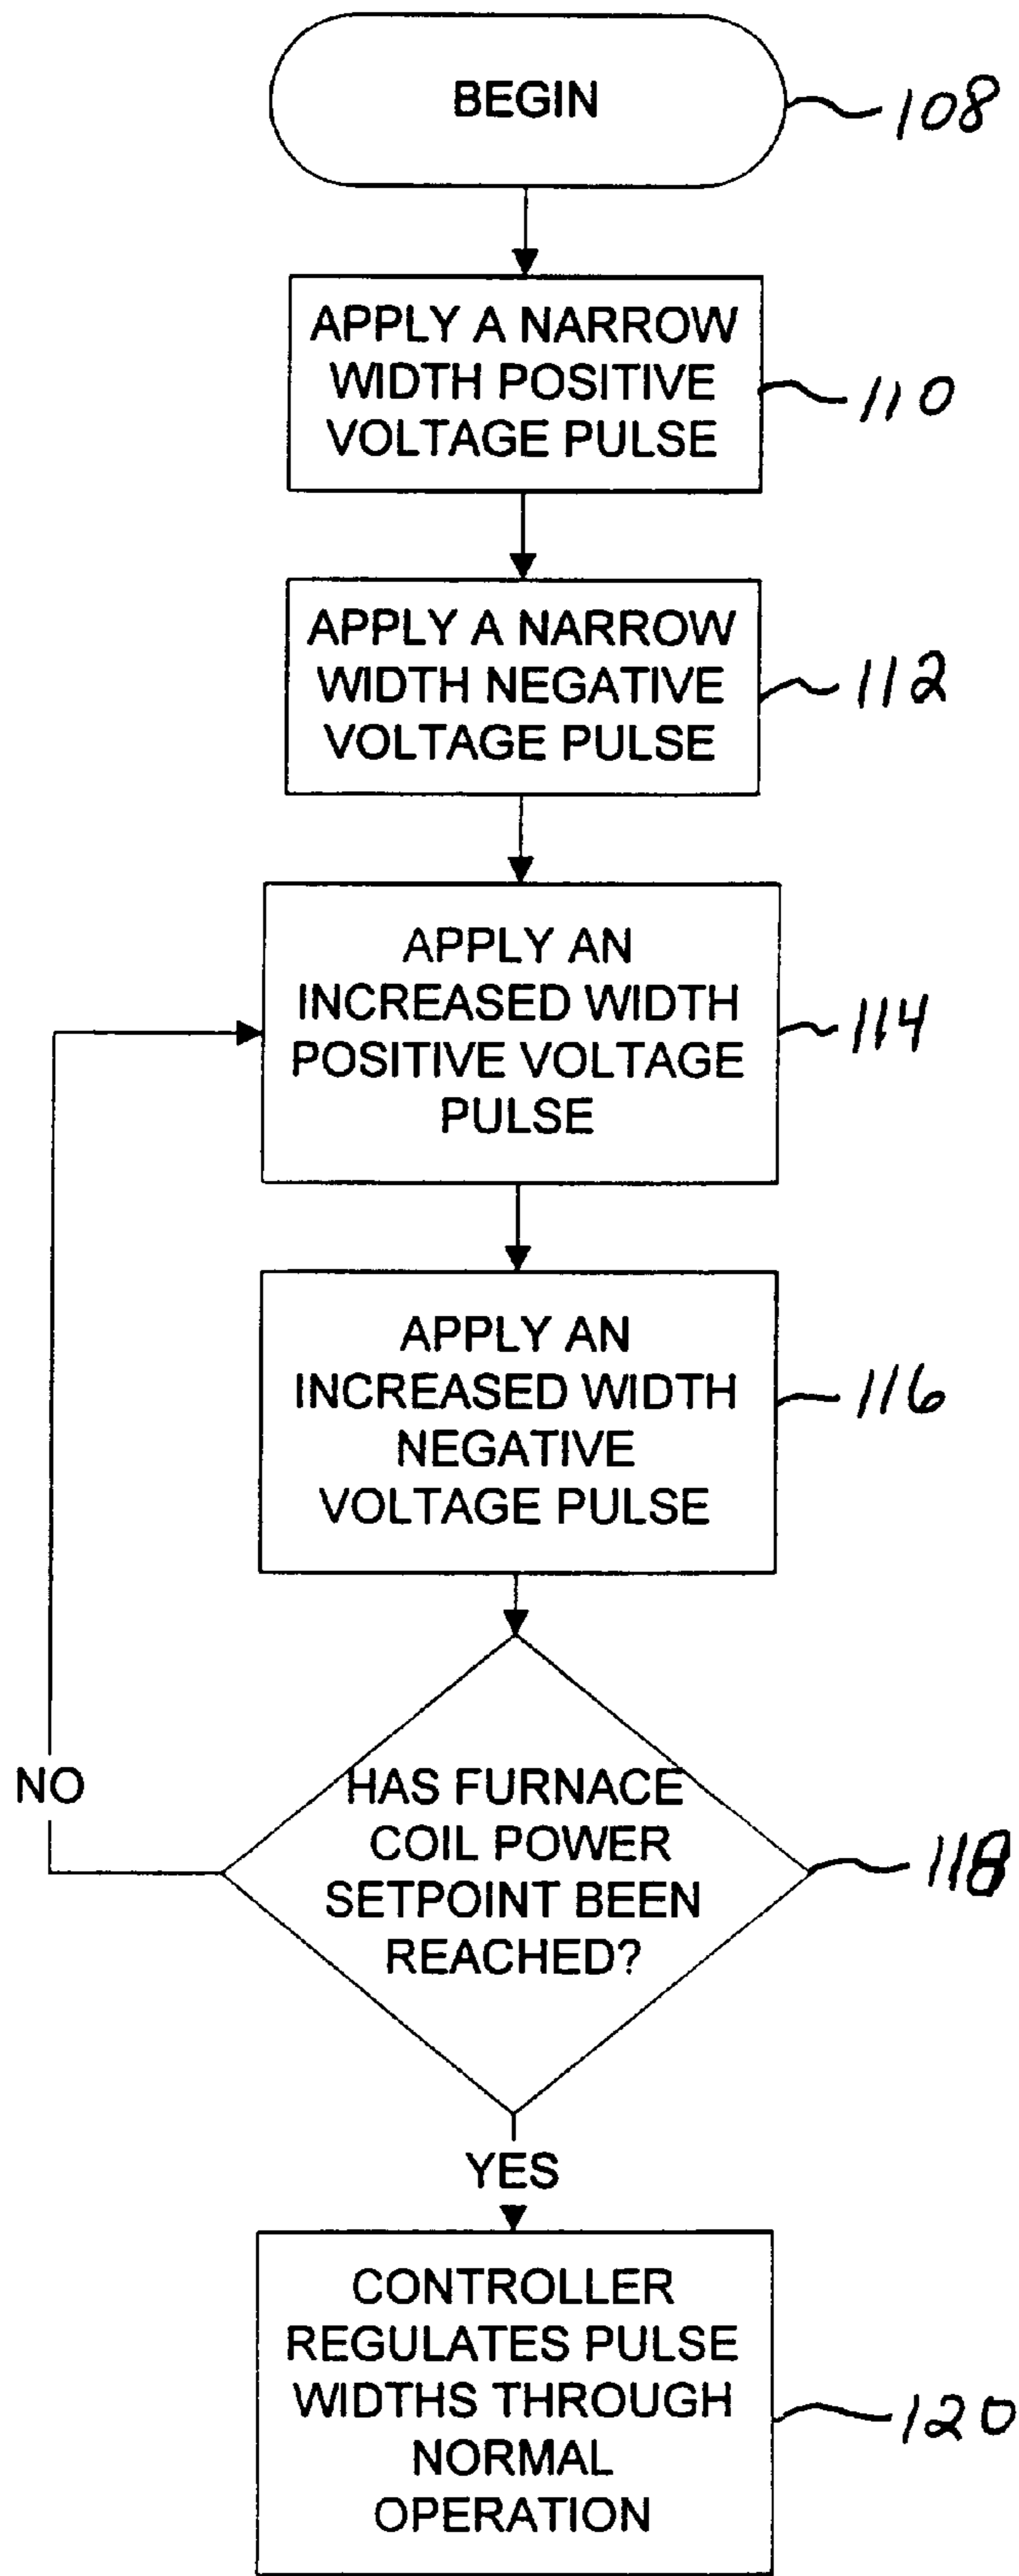 BEGIN
108
APPLY A NARROW
WIDTH POSITIVE
VOLTAGE PULSE
110
APPLY A NARROW
WIDTH NEGATIVE
VOLTAGE PULSE
112
APPLY AN
INCREASED WIDTH
POSITIVE VOLTAGE
PULSE
114
APPLY AN
INCREASED WIDTH
NEGATIVE
VOLTAGE PULSE
116
NO
HAS FURNACE
COIL POWER
SETPOINT BEEN
REACHED?
118
YES
CONTROLLER
REGULATES PULSE
WIDTHS THROUGH
NORMAL
OPERATION
120